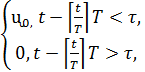 { u₀, t − ⌈t/T⌉T < τ,
0, t − ⌈t/T⌉T > τ,